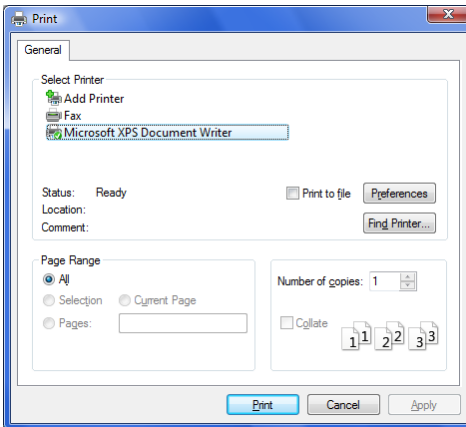 Print
General
Select Printer
Add Printer
Fax
Microsoft XPS Document Writer
Status: Ready
Location:
Comment:
Print to file
Preferences
Find Printer...
Page Range
All
Selection
Current Page
Pages:
Number of copies: 1
Collate
1 1 2 2 3 3
Print Cancel Apply